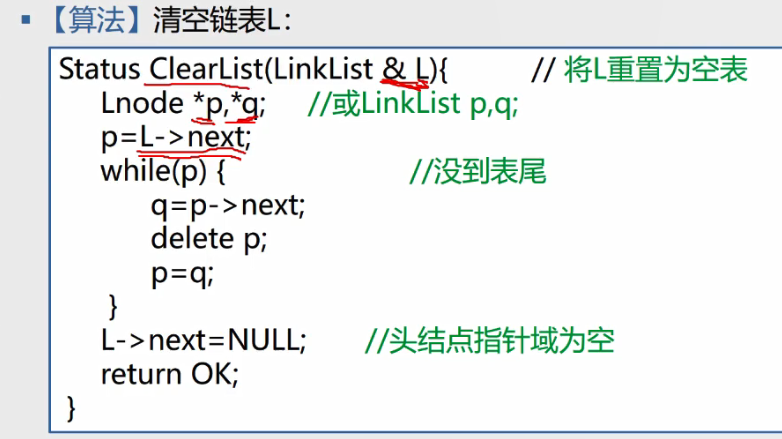 ▪【算法】清空链表L：
Status ClearList(LinkList & L){ // 将L重置为空表
Lnode *p,*q; //或LinkList p,q;
p=L->next;
while(p) { //没到表尾
q=p->next;
delete p;
p=q;
}
L->next=NULL; //头结点指针域为空
return OK;
}